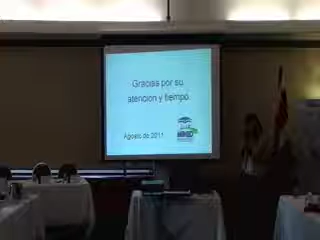 Gracias por su
atencion y tiempo.
Agosto de 2011